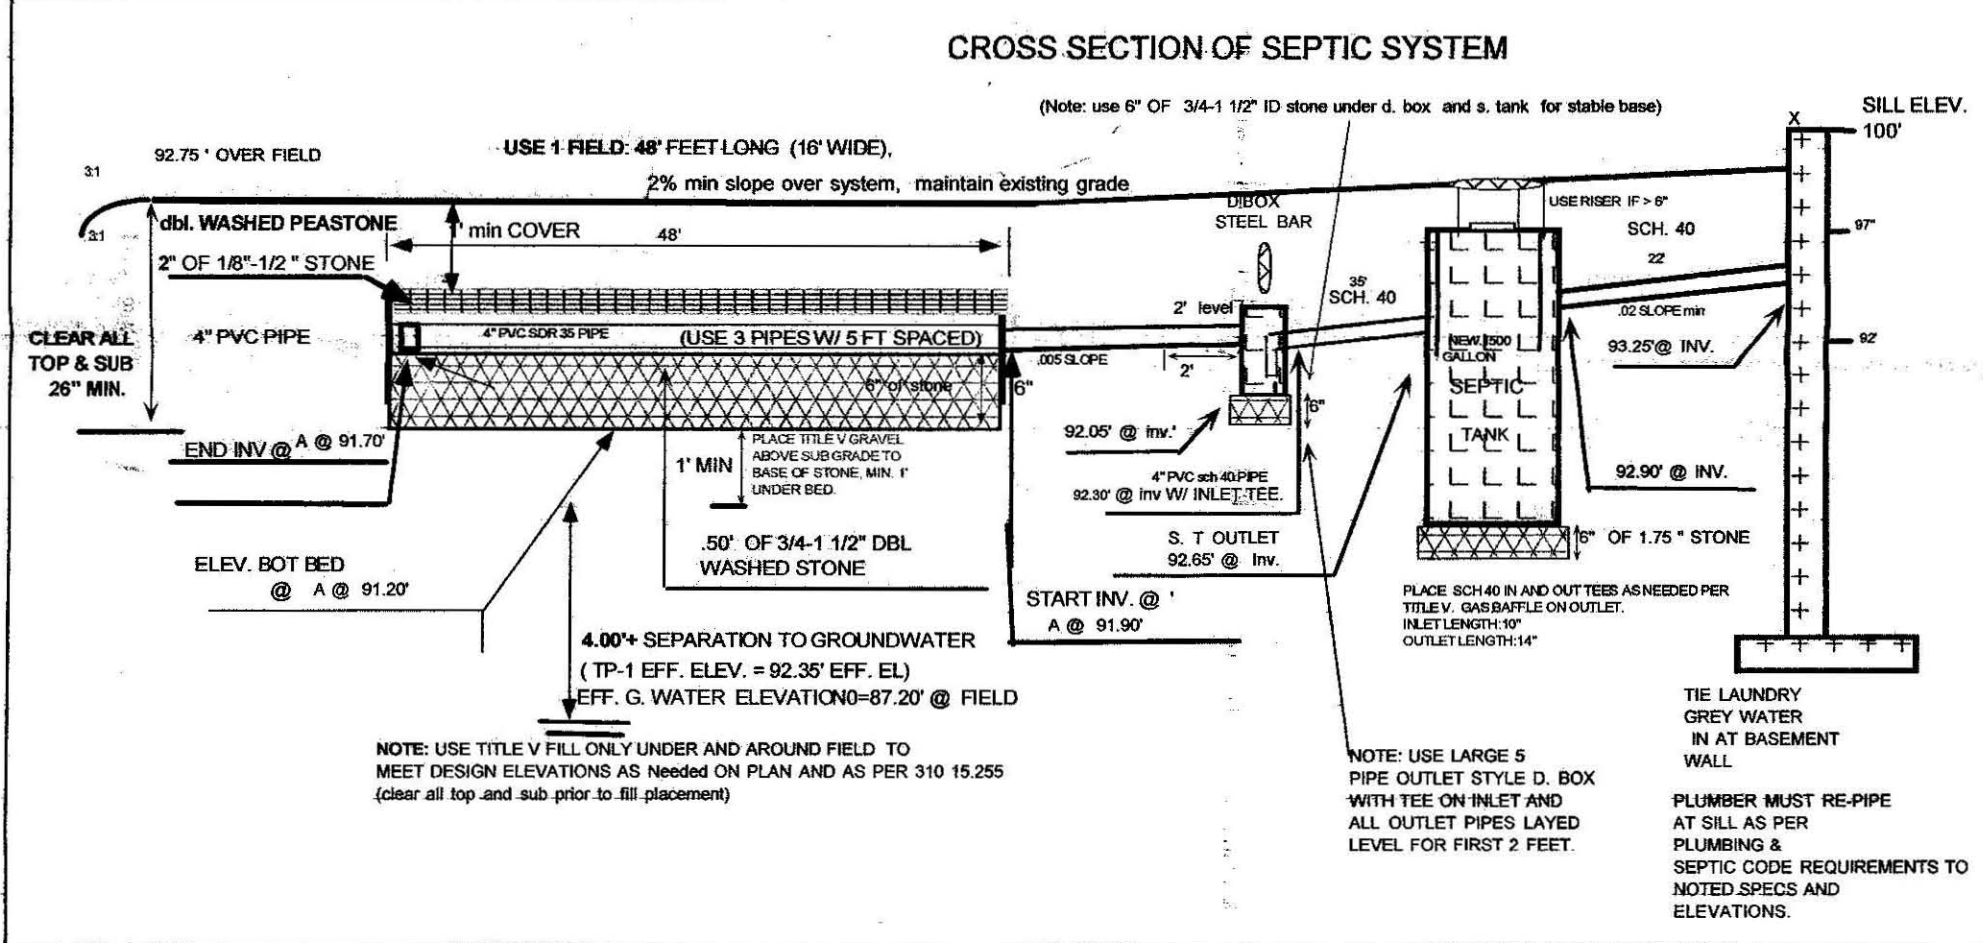 CROSS SECTION OF SEPTIC SYSTEM
(Note: use 6" OF 3/4-1 1/2" ID stone under d. box and s. tank for stable base)
SILL ELEV.
100'
X
92.75 ' OVER FIELD
USE 1 FIELD: 48' FEET LONG (16' WIDE),
3:1
2% min slope over system, maintain existing grade
D.BOX
STEEL BAR
USE RISER IF > 6"
SCH. 40
22'
97"
dbl. WASHED PEASTONE
1' min COVER
48'
3:1
2" OF 1/8"-1/2 " STONE
35'
SCH. 40
2' level
.02 SLOPE min
CLEAR ALL
TOP & SUB
26" MIN.
4" PVC PIPE
4" PVC SDR 35 PIPE
(USE 3 PIPES W/ 5 FT SPACED)
.005 SLOPE
2'
NEW 1500
GALLON
SEPTIC
TANK
93.25'@ INV.
92'
6" of stone
6"
6"
END INV @ A @ 91.70'
1' MIN
PLACE TITLE V GRAVEL
ABOVE SUB GRADE TO
BASE OF STONE, MIN. 1'
UNDER BED.
92.05' @ inv.'
4" PVC sch 40 PIPE
92.30' @ inv W/ INLET TEE.
92.90' @ INV.
ELEV. BOT BED
@ A @ 91.20'
.50' OF 3/4-1 1/2" DBL
WASHED STONE
S. T OUTLET
92.65' @ Inv.
6" OF 1.75 " STONE
START INV. @ '
A @ 91.90'
PLACE SCH 40 IN AND OUT TEES AS NEEDED PER
TITLE V. GAS BAFFLE ON OUTLET.
INLET LENGTH:10"
OUTLET LENGTH:14"
4.00'+ SEPARATION TO GROUNDWATER
( TP-1 EFF. ELEV. = 92.35' EFF. EL)
EFF. G. WATER ELEVATION0=87.20' @ FIELD
NOTE: USE TITLE V FILL ONLY UNDER AND AROUND FIELD TO
MEET DESIGN ELEVATIONS AS Needed ON PLAN AND AS PER 310 15.255
(clear all top and sub prior to fill placement)
NOTE: USE LARGE 5
PIPE OUTLET STYLE D. BOX
WITH TEE ON INLET AND
ALL OUTLET PIPES LAYED
LEVEL FOR FIRST 2 FEET.
TIE LAUNDRY
GREY WATER
IN AT BASEMENT
WALL
PLUMBER MUST RE-PIPE
AT SILL AS PER
PLUMBING &
SEPTIC CODE REQUIREMENTS TO
NOTED SPECS AND
ELEVATIONS.